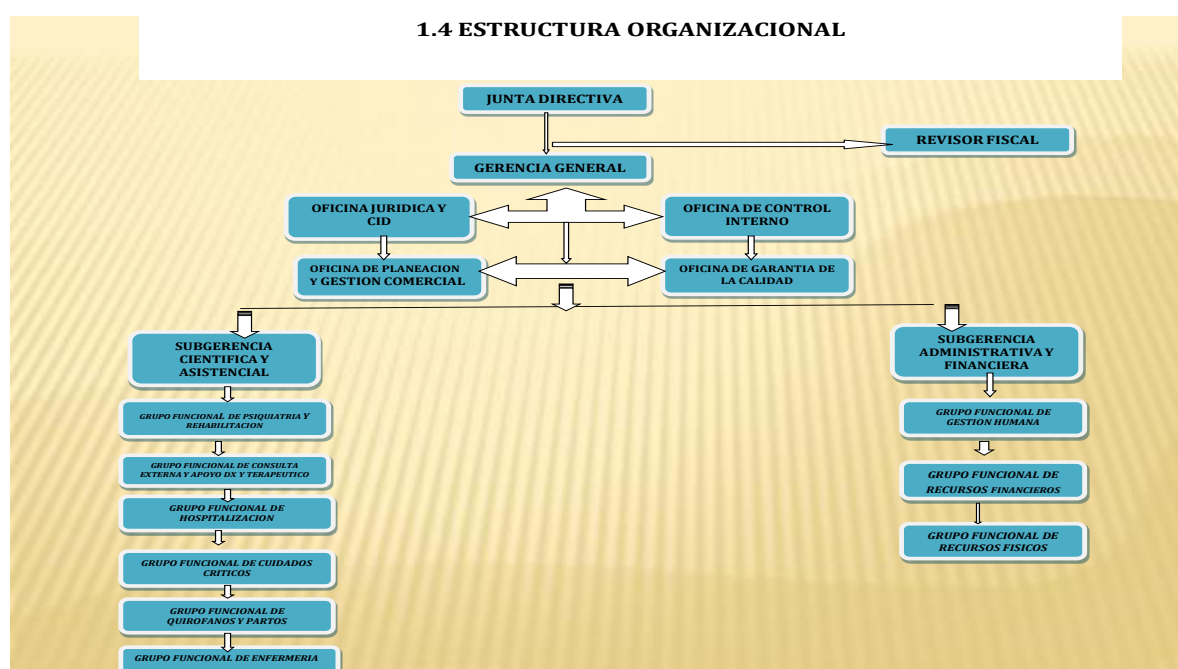 1.4 ESTRUCTURA ORGANIZACIONAL
JUNTA DIRECTIVA
REVISOR FISCAL
GERENCIA GENERAL
OFICINA JURIDICA Y
CID
OFICINA DE CONTROL
INTERNO
OFICINA DE PLANEACION
Y GESTION COMERCIAL
OFICINA DE GARANTIA DE
LA CALIDAD
SUBGERENCIA
CIENTIFICA Y
ASISTENCIAL
GRUPO FUNCIONAL DE PSIQUIATRIA Y
REHABILITACION
GRUPO FUNCIONAL DE CONSULTA
EXTERNA Y APOYO DX Y TERAPEUTICO
GRUPO FUNCIONAL DE
HOSPITALIZACION
GRUPO FUNCIONAL DE CUIDADOS
CRITICOS
GRUPO FUNCIONAL DE
QUIROFANOS Y PARTOS
GRUPO FUNCIONAL DE ENFERMERIA
SUBGERENCIA
ADMINISTRATIVA Y
FINANCIERA
GRUPO FUNCIONAL DE
GESTION HUMANA
GRUPO FUNCIONAL DE
RECURSOS FINANCIEROS
GRUPO FUNCIONAL DE
RECURSOS FISICOS